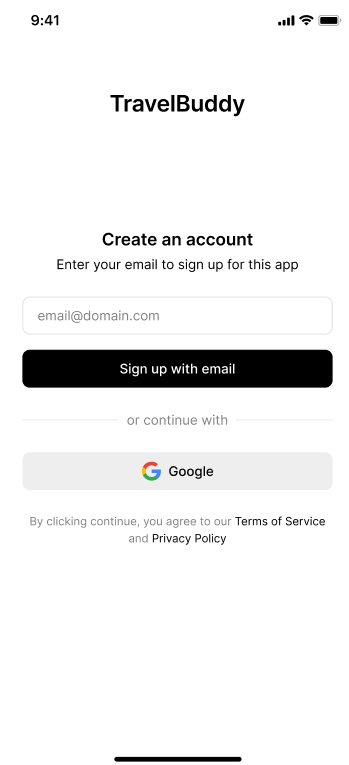 9:41
TravelBuddy
Create an account
Enter your email to sign up for this app
email@domain.com
Sign up with email
or continue with
Google
By clicking continue, you agree to our Terms of Service
and Privacy Policy